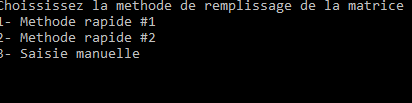 Choississez la methode de remplissage de la matrice
1- Methode rapide #1
2- Methode rapide #2
3- Saisie manuelle